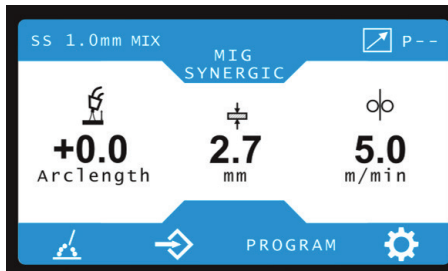 SS 1.0mm MIX
MIG
SYNERGIC
P--
+0.0
Arclength
2.7
mm
5.0
m/min
PROGRAM